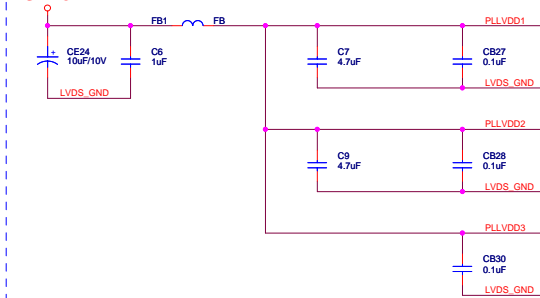 FB1 FB PLLVDD1
CE24 C6 C7 CB27
10uF/10V 1uF 4.7uF 0.1uF
+
LVDS_GND LVDS_GND
PLLVDD2
C9 CB28
4.7uF 0.1uF
LVDS_GND
PLLVDD3
CB30
0.1uF
LVDS_GND